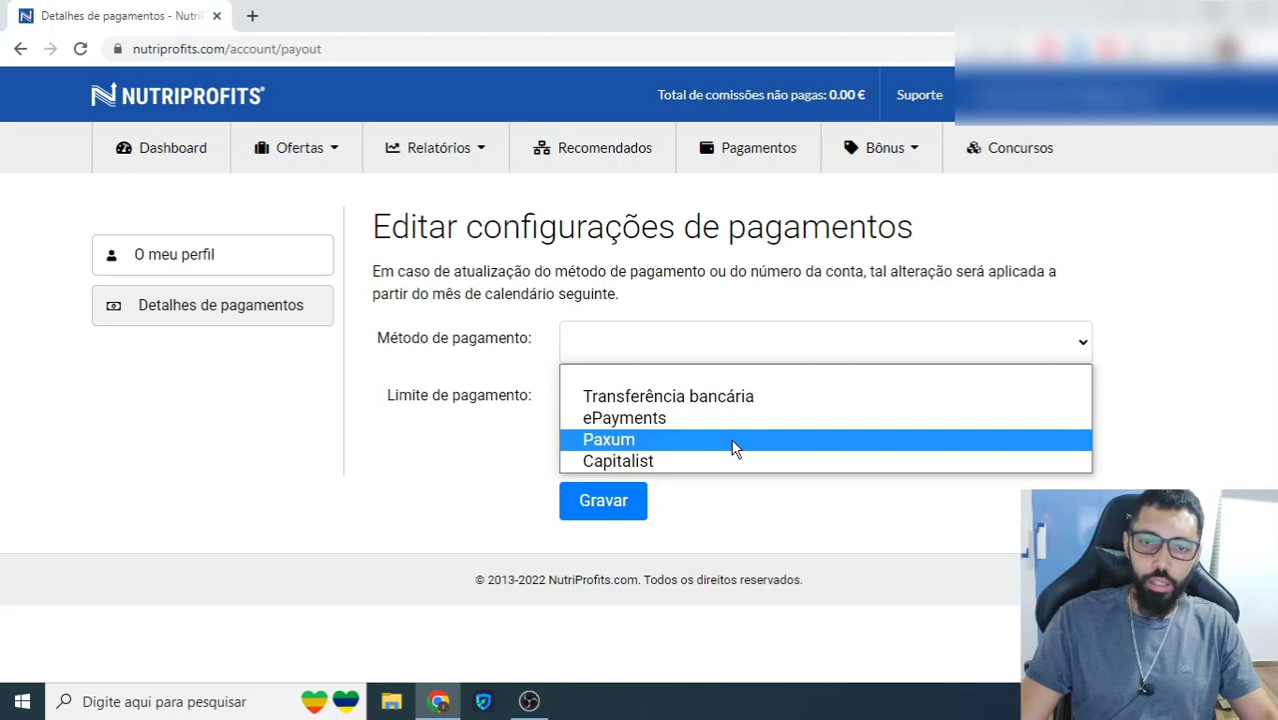 Detalhes de pagamentos - Nutri
nutriprofits.com/account/payout
NUTRIPROFITS®
Total de comissões não pagas: 0.00 €
Suporte
Dashboard
Ofertas
Relatórios
Recomendados
Pagamentos
Bônus
Concursos
O meu perfil
Detalhes de pagamentos
Editar configurações de pagamentos
Em caso de atualização do método de pagamento ou do número da conta, tal alteração será aplicada a
partir do mês de calendário seguinte.
Método de pagamento:
Limite de pagamento:
Transferência bancária
ePayments
Paxum
Capitalist
Gravar
© 2013-2022 NutriProfits.com. Todos os direitos reservados.
Digite aqui para pesquisar